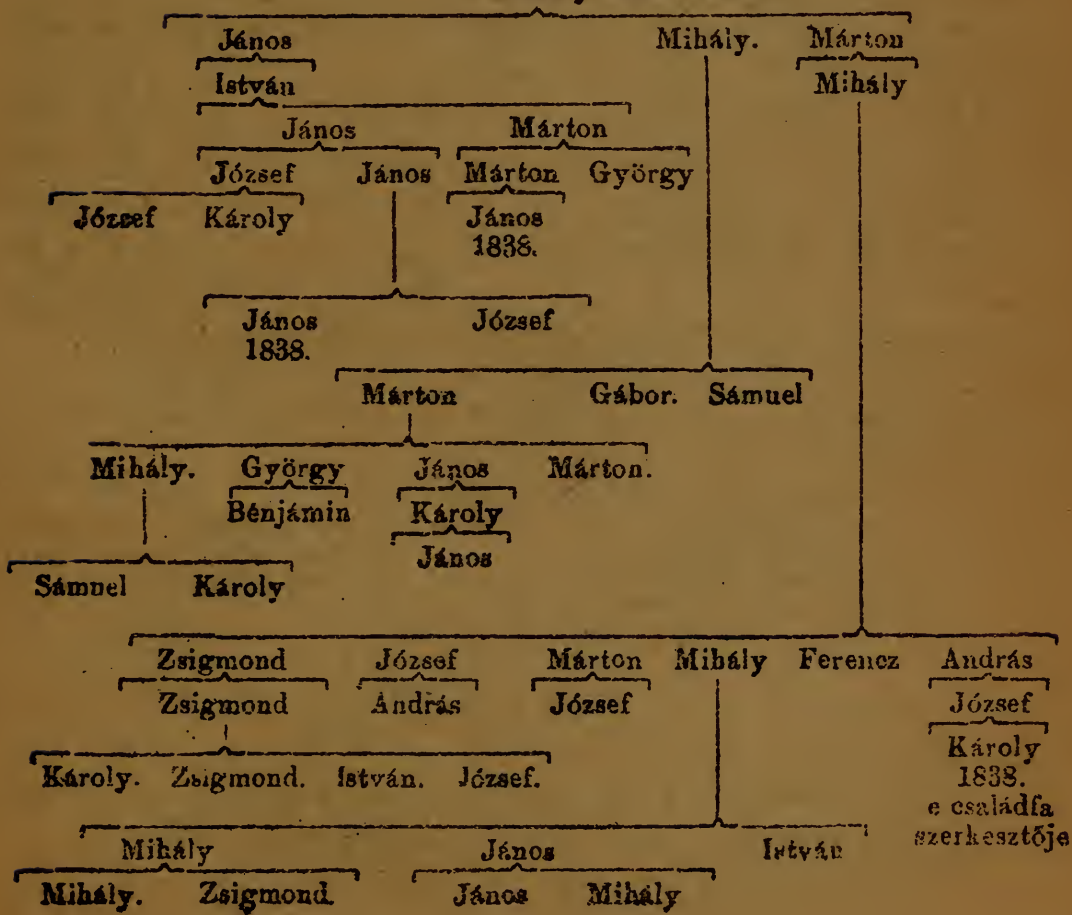 János Mihály. Márton
István Mihály
János Márton
József János Márton György
József Károly János
1838.
János József
1838.
Márton Gábor. Sámuel
Mihály. György János Márton.
Bénjámin Károly
János
Sámuel Károly
Zsigmond József Márton Mihály Ferencz András
Zsigmond András József József
Károly
Károly. Zsigmond. István. József. 1838.
e családfa
szerkesztője
Mihály János István
Mihály. Zsigmond. János Mihály